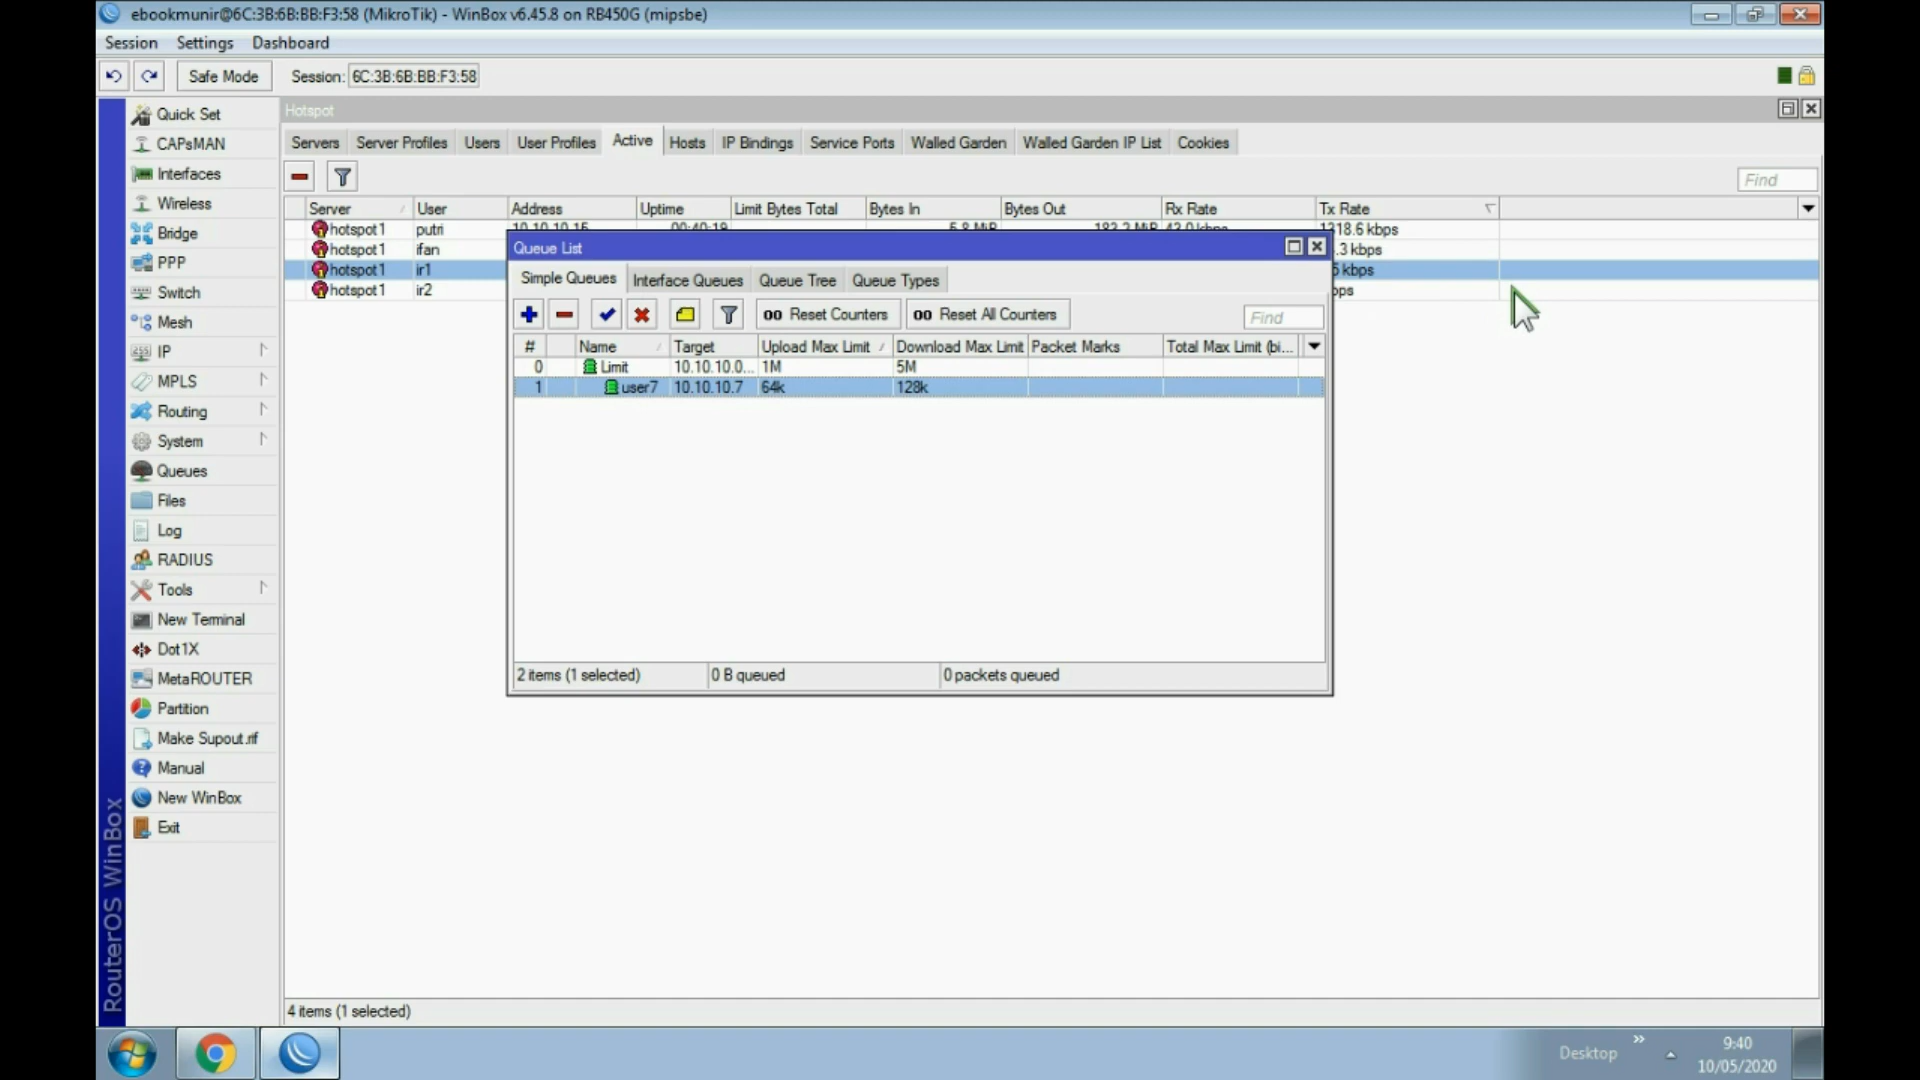 ebookmunir@6C:3B:6B:BB:F3:58 (MikroTik) - WinBox v6.45.8 on RB450G (mipsbe)
Session Settings Dashboard
Safe Mode Session: 6C:3B:6B:BB:F3:58
Hotspot
Servers Server Profiles Users User Profiles Active Hosts IP Bindings Service Ports Walled Garden Walled Garden IP List Cookies
Find
Server User Address Uptime Limit Bytes Total Bytes In Bytes Out Rx Rate Tx Rate
hotspot1 putri 10.10.10.15 00:40:19 5.8 MiB 183.2 MiB 43.0 kbps 1318.6 kbps
hotspot1 ifan .3 kbps
hotspot1 ir1 kbps
hotspot1 ir2
Queue List
Simple Queues Interface Queues Queue Tree Queue Types
00 Reset Counters 00 Reset All Counters Find
# Name Target Upload Max Limit Download Max Limit Packet Marks Total Max Limit (bi...
0 Limit 10.10.10.0... 1M 5M
1 user7 10.10.10.7 64k 128k
2 items (1 selected) 0 B queued 0 packets queued
Quick Set
CAPsMAN
Interfaces
Wireless
Bridge
PPP
Switch
Mesh
IP
MPLS
Routing
System
Queues
Files
Log
RADIUS
Tools
New Terminal
Dot1X
MetaROUTER
Partition
Make Supout.rif
Manual
New WinBox
Exit
RouterOS WinBox
4 items (1 selected)
Desktop
9:40
10/05/2020